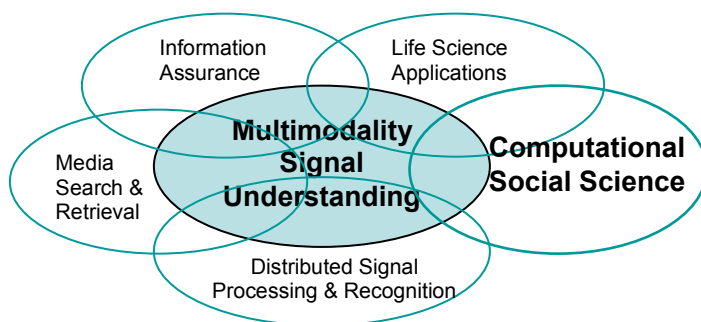 Information
Assurance
Life Science
Applications
Multimodality
Signal
Understanding
Computational
Social Science
Media
Search &
Retrieval
Distributed Signal
Processing & Recognition